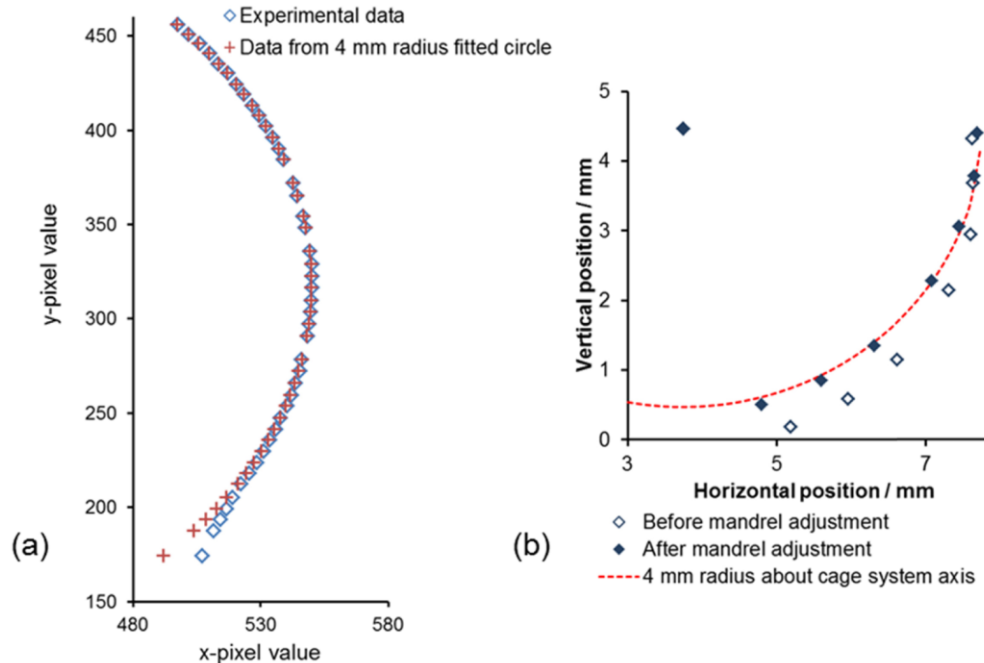 Experimental data
Data from 4 mm radius fitted circle
450
400
350
300
250
200
150
480
530
580
y-pixel value
x-pixel value
(a)
5
4
3
2
1
0
3
5
7
Vertical position / mm
Horizontal position / mm
Before mandrel adjustment
After mandrel adjustment
4 mm radius about cage system axis
(b)